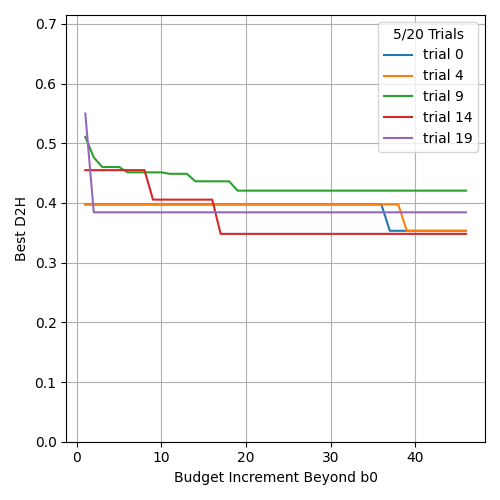 5/20 Trials
trial 0
trial 4
trial 9
trial 14
trial 19
0.7
0.6
0.5
0.4
0.3
0.2
0.1
0.0
Best D2H
0 10 20 30 40
Budget Increment Beyond b0